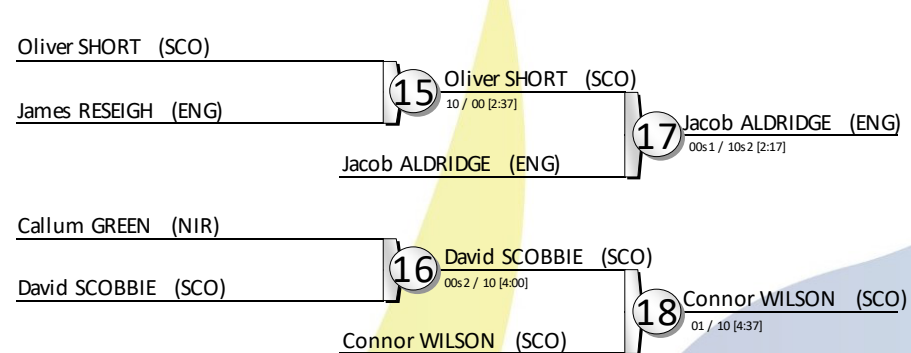 Oliver SHORT (SCO)
James RESEIGH (ENG)
15
Oliver SHORT (SCO)
10 / 00 [2:37]
Jacob ALDRIDGE (ENG)
17
Jacob ALDRIDGE (ENG)
00s1 / 10s2 [2:17]
Callum GREEN (NIR)
David SCOBBIE (SCO)
16
David SCOBBIE (SCO)
00s2 / 10 [4:00]
Connor WILSON (SCO)
18
Connor WILSON (SCO)
01 / 10 [4:37]